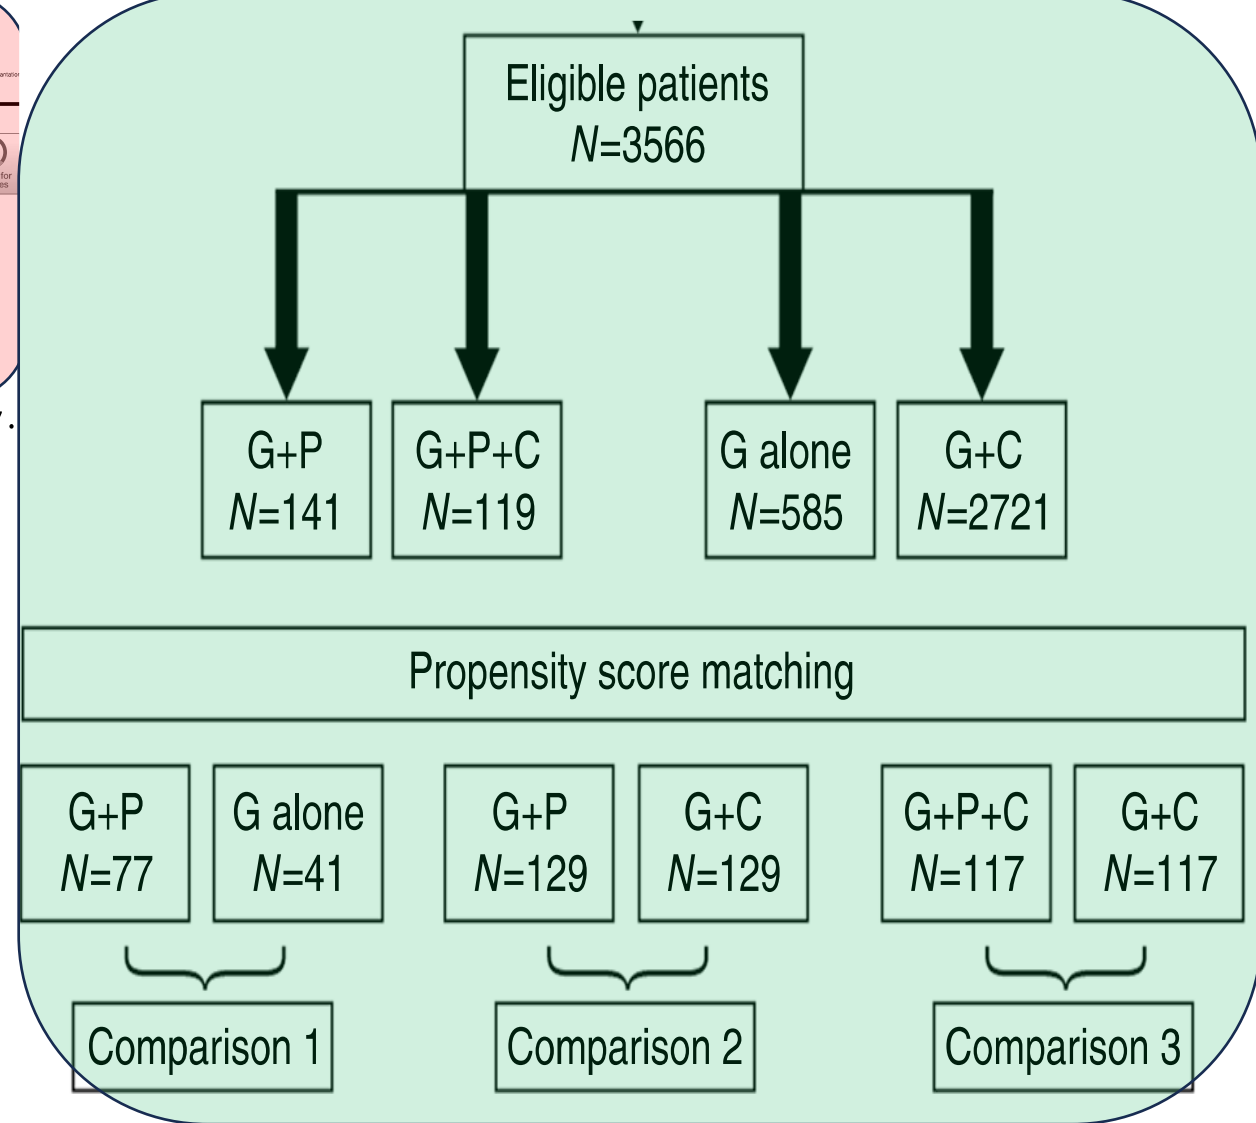 Eligible patients
N=3566
G+P
N=141
G+P+C
N=119
G alone
N=585
G+C
N=2721
Propensity score matching
G+P
N=77
G alone
N=41
G+P
N=129
G+C
N=129
G+P+C
N=117
G+C
N=117
Comparison 1
Comparison 2
Comparison 3
for